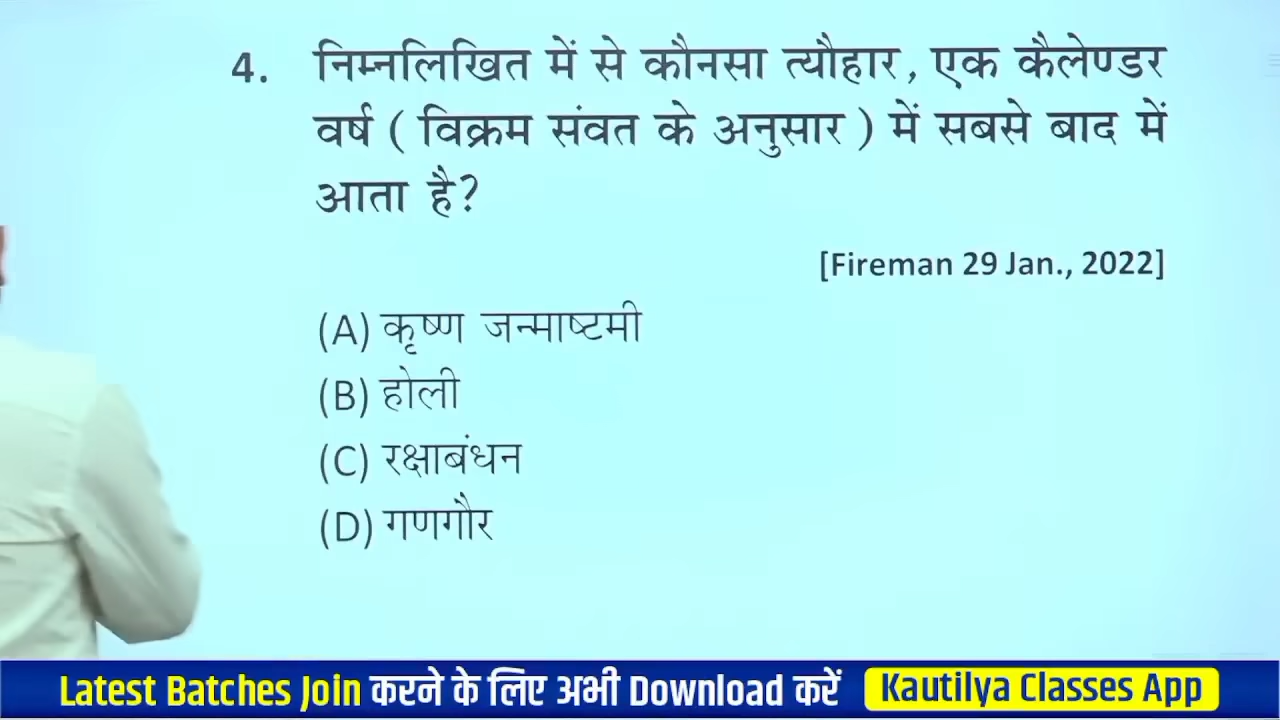 4. निम्नलिखित में से कौनसा त्यौहार, एक कैलेण्डर
वर्ष ( विक्रम संवत के अनुसार ) में सबसे बाद में
आता है?
[Fireman 29 Jan., 2022]
(A) कृष्ण जन्माष्टमी
(B) होली
(C) रक्षाबंधन
(D) गणगौर
Latest Batches Join करने के लिए अभी Download करें Kautilya Classes App